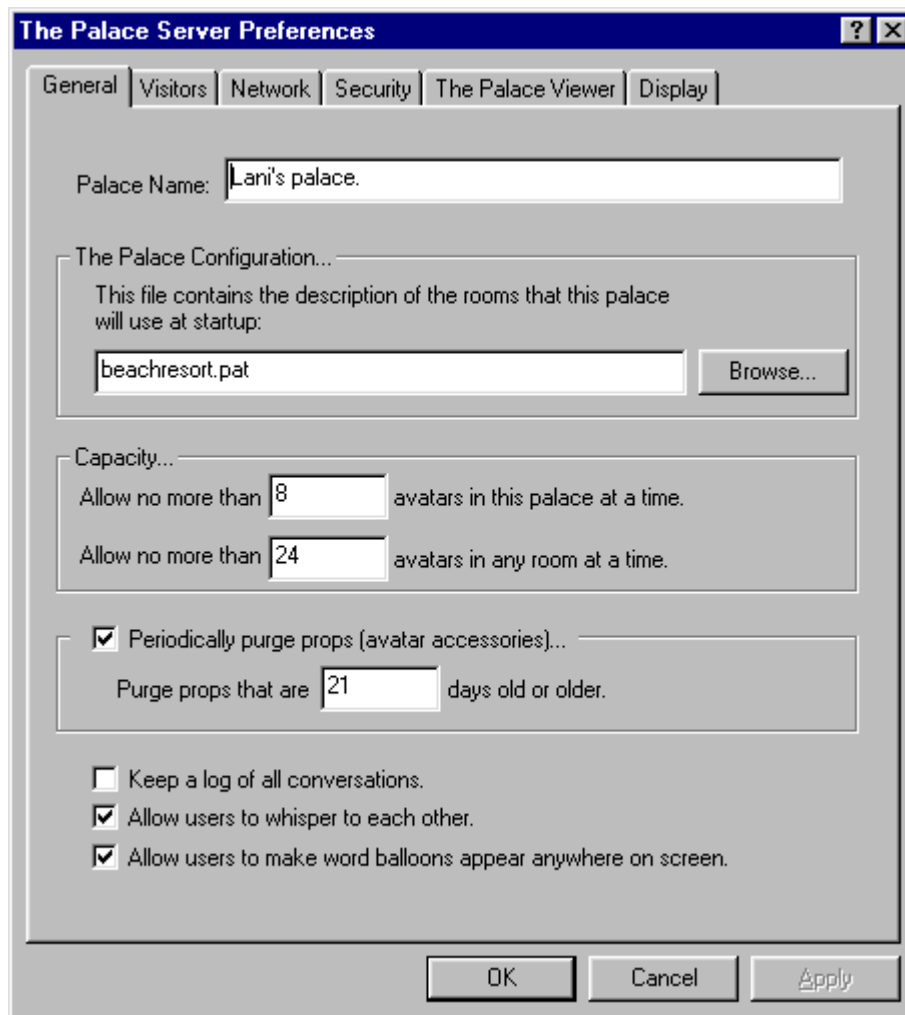 The Palace Server Preferences
General Visitors Network Security The Palace Viewer Display
Palace Name: Lani's palace.
The Palace Configuration...
This file contains the description of the rooms that this palace
will use at startup:
beachresort.pat Browse...
Capacity...
Allow no more than 8 avatars in this palace at a time.
Allow no more than 24 avatars in any room at a time.
Periodically purge props (avatar accessories)...
Purge props that are 21 days old or older.
Keep a log of all conversations.
Allow users to whisper to each other.
Allow users to make word balloons appear anywhere on screen.
OK Cancel Apply